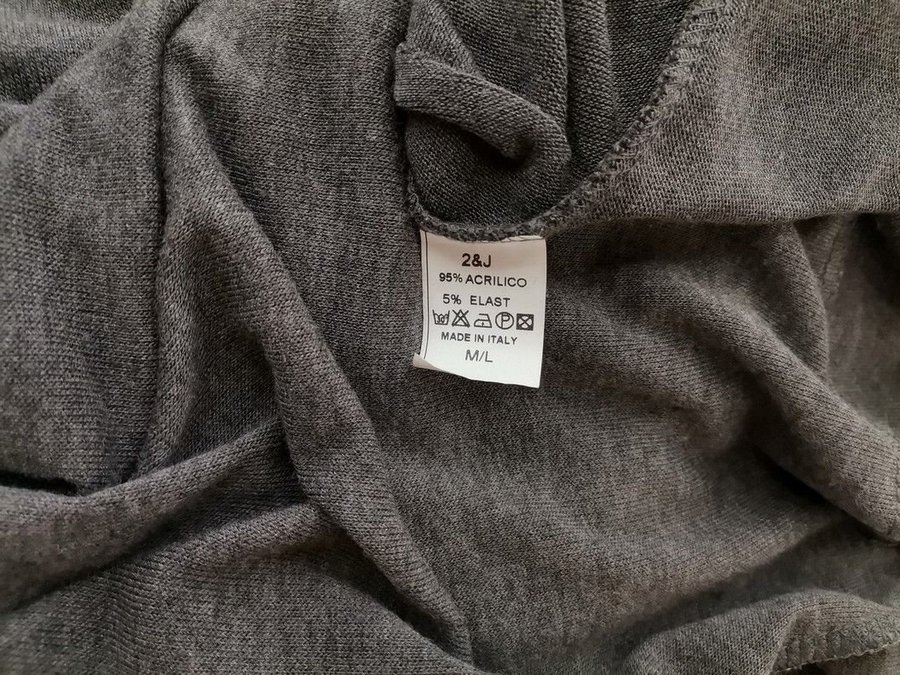 2&J
95% ACRILICO
5% ELAST
P
MADE IN ITALY
M/L